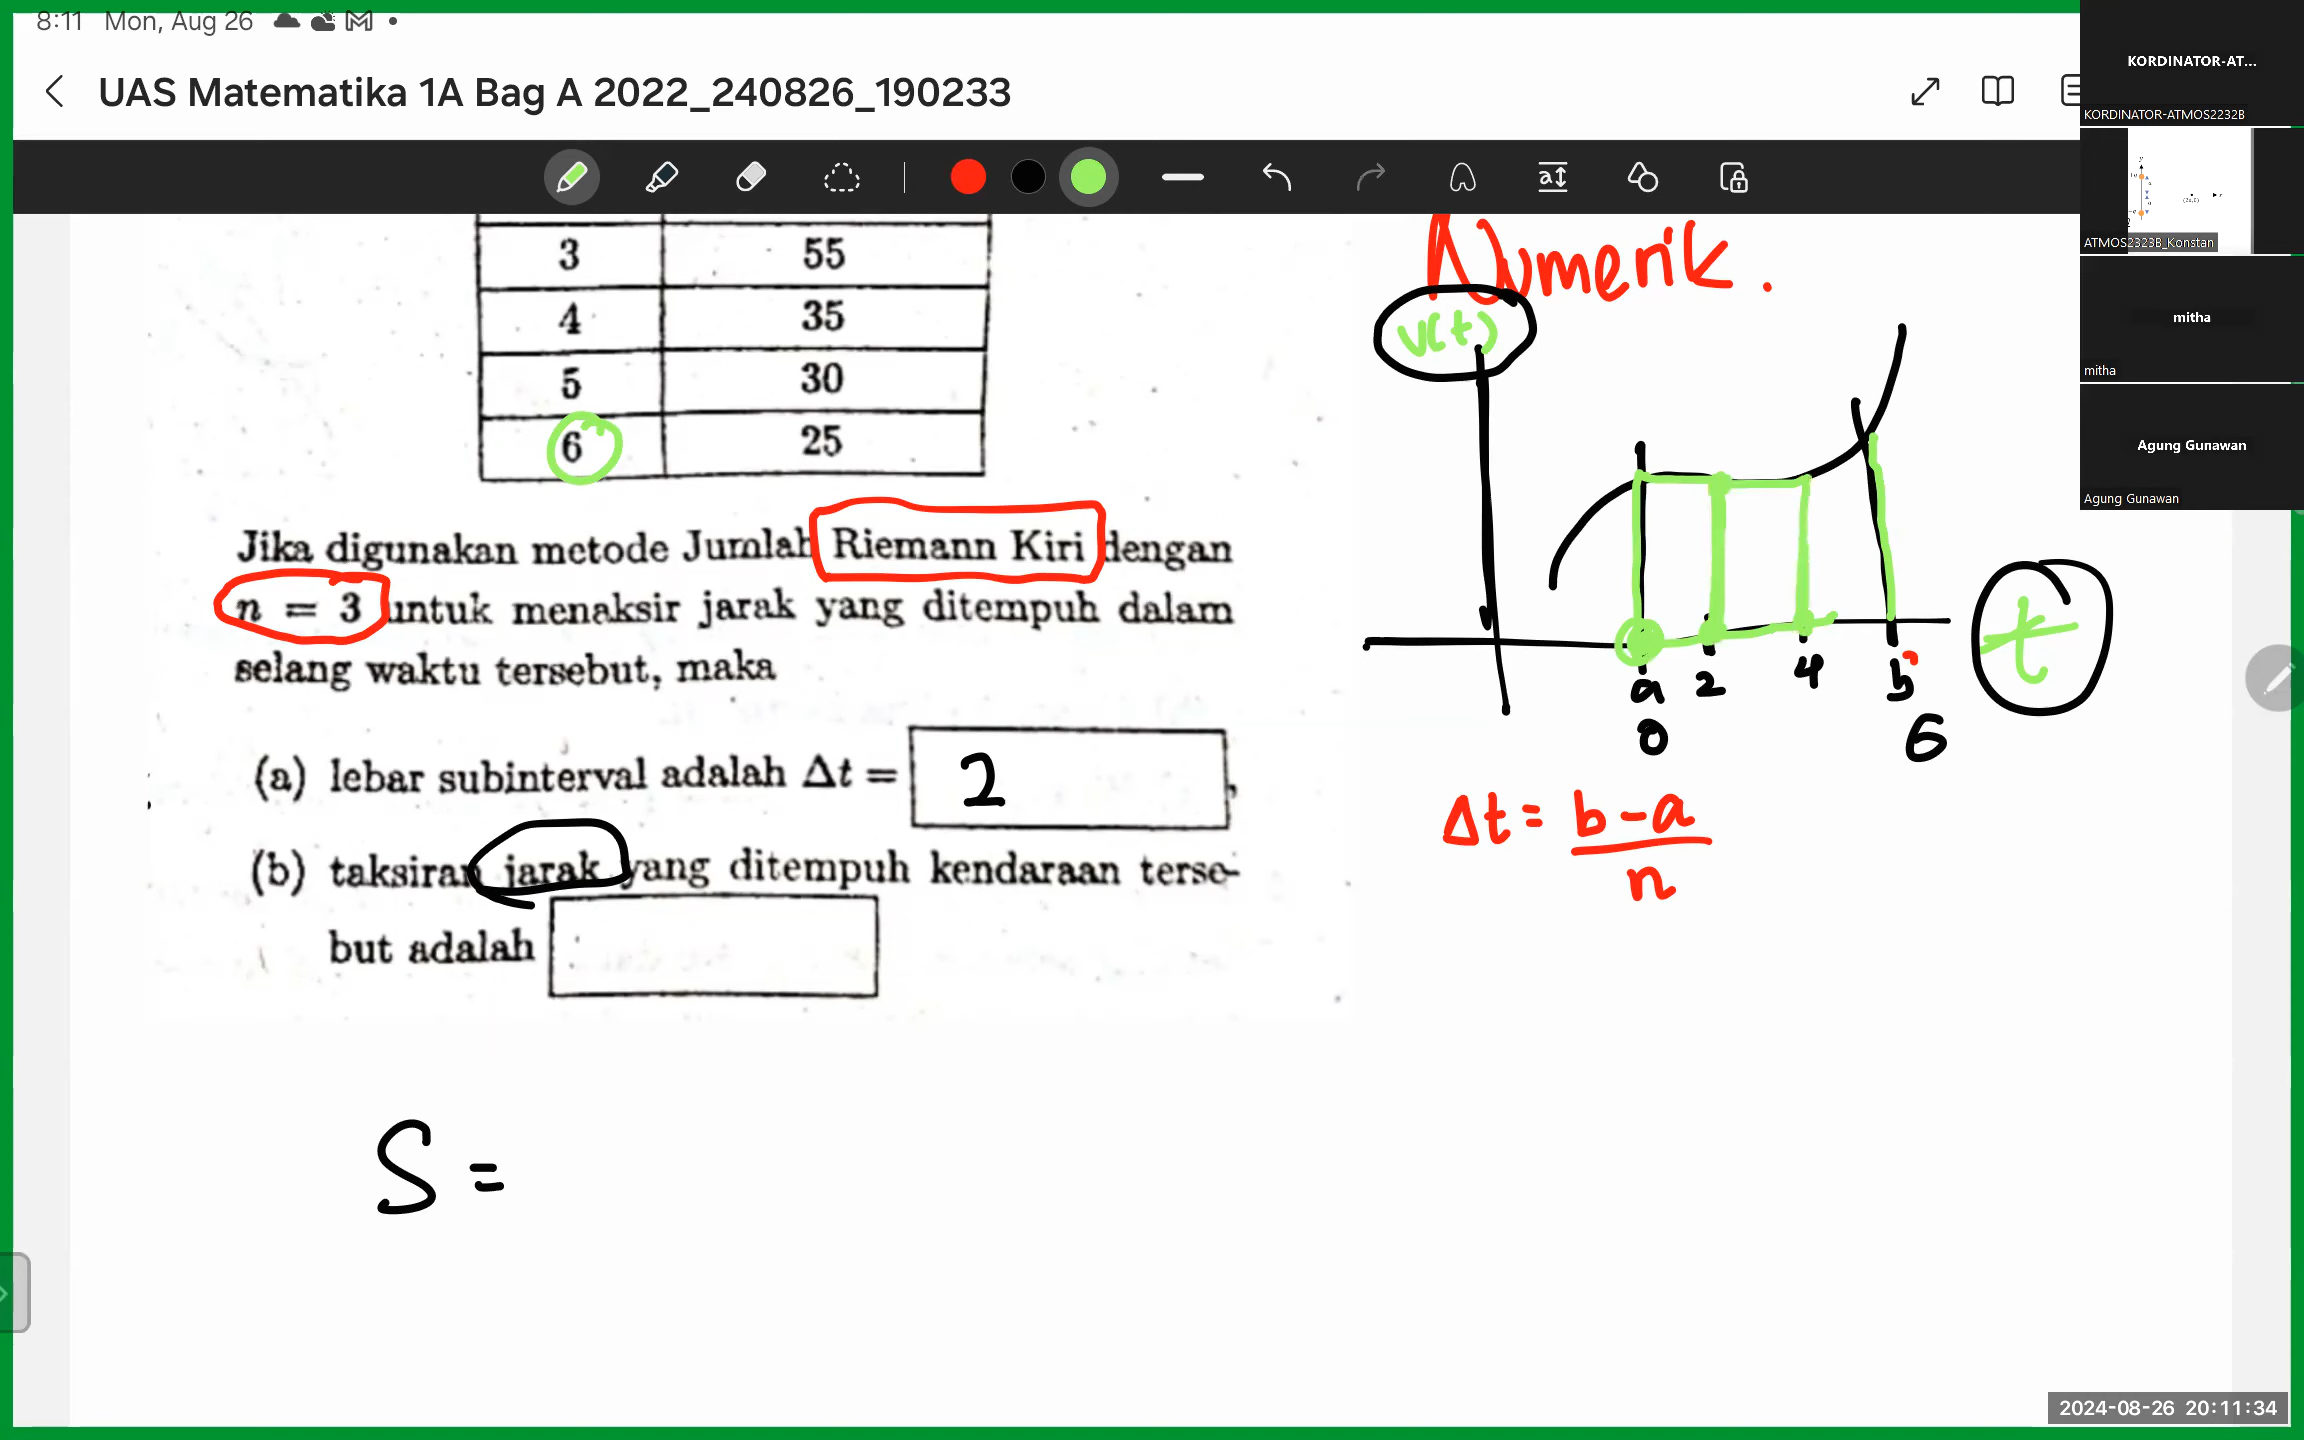 8:11 Mon, Aug 26
UAS Matematika 1A Bag A 2022_240826_190233
KORDINATOR-AT...
KORDINATOR-ATMOS2232B
ATMOS2323B_Konstan
mitha
mitha
Agung Gunawan
Agung Gunawan
3 55
4 35
5 30
6 25
Jika digunakan metode Jumlah Riemann Kiri dengan
n = 3 untuk menaksir jarak yang ditempuh dalam
selang waktu tersebut, maka
(a) lebar subinterval adalah Δt = 2 ,
(b) taksiran jarak yang ditempuh kendaraan terse-
but adalah
S =
Numerik.
v(t)
t
a 2 4 b
0 6
Δt = b-a
n
2024-08-26 20:11:34